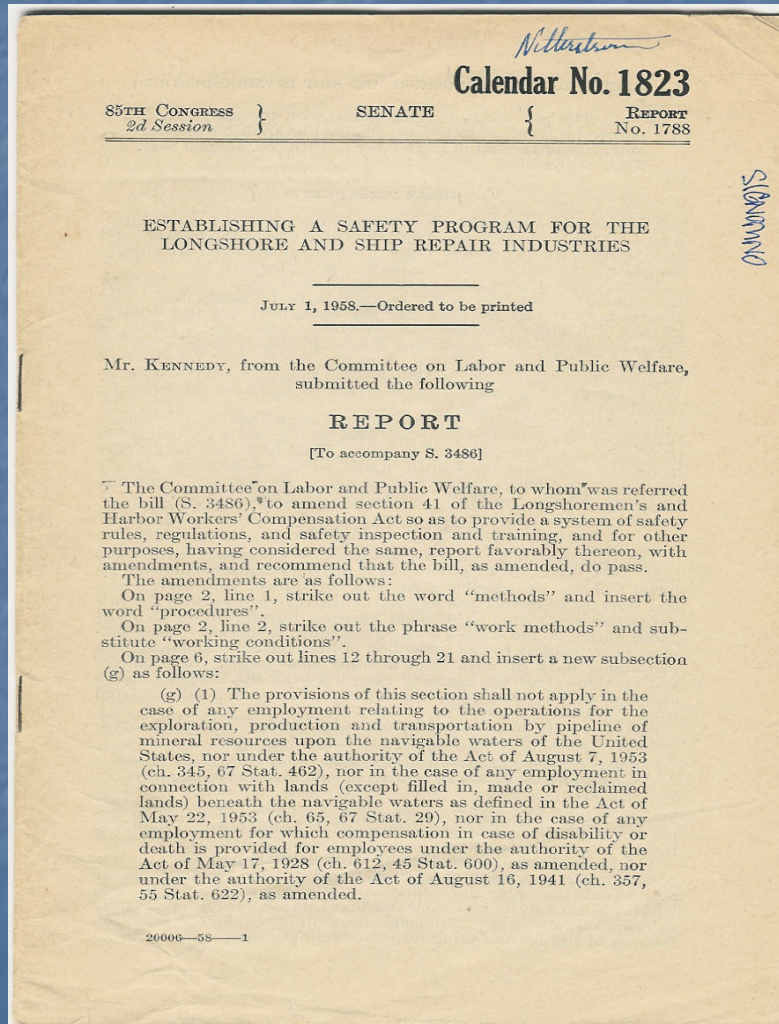 Calendar No. 1823
85TH CONGRESS } SENATE { REPORT
2d Session } { No. 1788
ESTABLISHING A SAFETY PROGRAM FOR THE
LONGSHORE AND SHIP REPAIR INDUSTRIES
JULY 1, 1958.—Ordered to be printed
Mr. KENNEDY, from the Committee on Labor and Public Welfare,
submitted the following
REPORT
[To accompany S. 3486]
The Committee on Labor and Public Welfare, to whom was referred
the bill (S. 3486), to amend section 41 of the Longshoremen's and
Harbor Workers' Compensation Act so as to provide a system of safety
rules, regulations, and safety inspection and training, and for other
purposes, having considered the same, report favorably thereon, with
amendments, and recommend that the bill, as amended, do pass.
The amendments are as follows:
On page 2, line 1, strike out the word "methods" and insert the
word "procedures".
On page 2, line 2, strike out the phrase "work methods" and sub-
stitute "working conditions".
On page 6, strike out lines 12 through 21 and insert a new subsection
(g) as follows:
(g) (1) The provisions of this section shall not apply in the
case of any employment relating to the operations for the
exploration, production and transportation by pipeline of
mineral resources upon the navigable waters of the United
States, nor under the authority of the Act of August 7, 1953
(ch. 345, 67 Stat. 462), nor in the case of any employment in
connection with lands (except filled in, made or reclaimed
lands) beneath the navigable waters as defined in the Act of
May 22, 1953 (ch. 65, 67 Stat. 29), nor in the case of any
employment for which compensation in case of disability or
death is provided for employees under the authority of the
Act of May 17, 1928 (ch. 612, 45 Stat. 600), as amended, nor
under the authority of the Act of August 16, 1941 (ch. 357,
55 Stat. 622), as amended.
20006—58——1